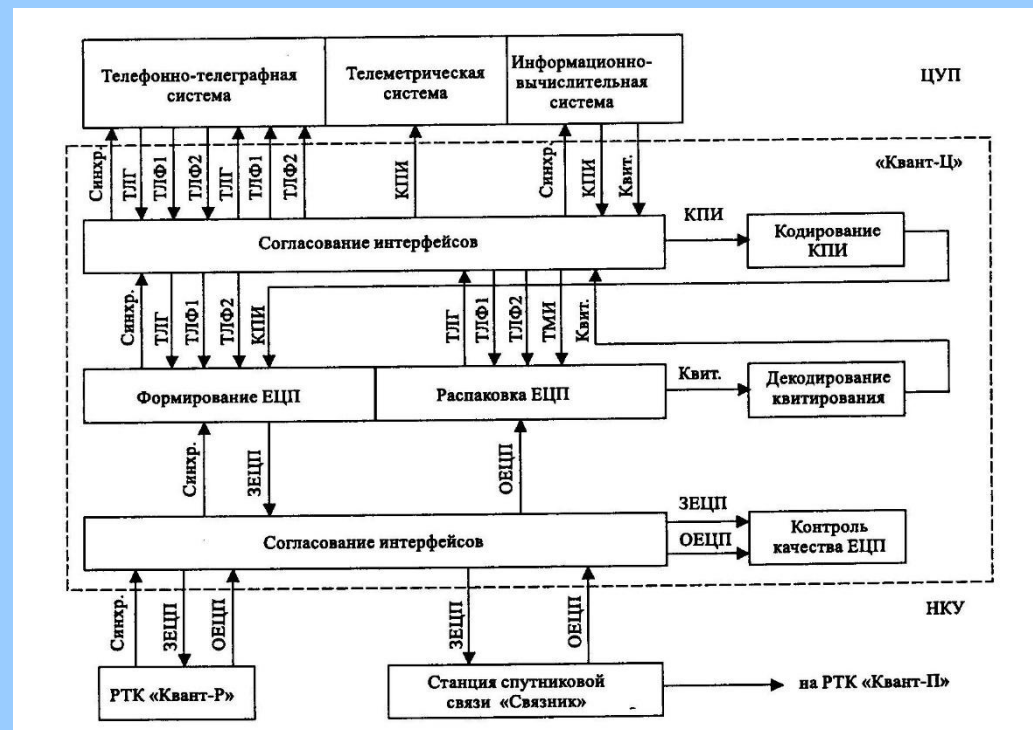 Телефонно-телеграфная
система
Телеметрическая
система
Информационно-
вычислительная
система
ЦУП
«Квант-Ц»
Синхр.
ТЛГ
ТЛФ1
ТЛФ2
ТЛГ
ТЛФ1
ТЛФ2
КПИ
Синхр.
КПИ
Квит.
Согласование интерфейсов
КПИ
Кодирование
КПИ
Синхр.
ТЛГ
ТЛФ1
ТЛФ2
КПИ
ТЛГ
ТЛФ1
ТЛФ2
ТМИ
Квит.
Формирование ЕЦП
Распаковка ЕЦП
Квит.
Декодирование
квитирования
Синхр.
ЗЕЦП
ОЕЦП
Согласование интерфейсов
ЗЕЦП
ОЕЦП
Контроль
качества ЕЦП
НКУ
Синхр.
ЗЕЦП
ОЕЦП
ЗЕЦП
ОЕЦП
РТК «Квант-Р»
Станция спутниковой
связи «Связник»
на РТК «Квант-П»